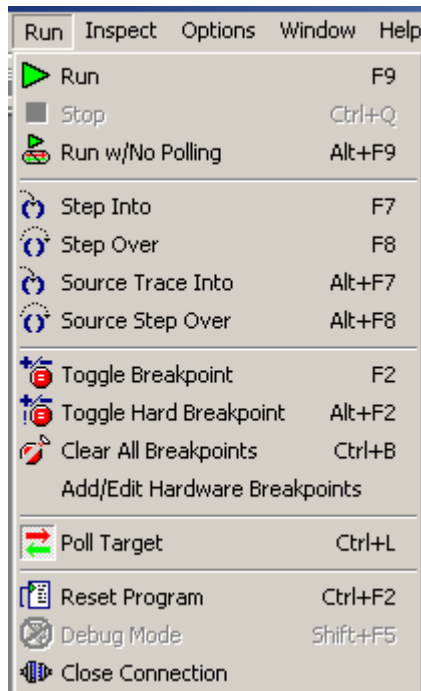 Run Inspect Options Window Help
Run F9
Stop Ctrl+Q
Run w/No Polling Alt+F9
Step Into F7
Step Over F8
Source Trace Into Alt+F7
Source Step Over Alt+F8
Toggle Breakpoint F2
Toggle Hard Breakpoint Alt+F2
Clear All Breakpoints Ctrl+B
Add/Edit Hardware Breakpoints
Poll Target Ctrl+L
Reset Program Ctrl+F2
Debug Mode Shift+F5
Close Connection